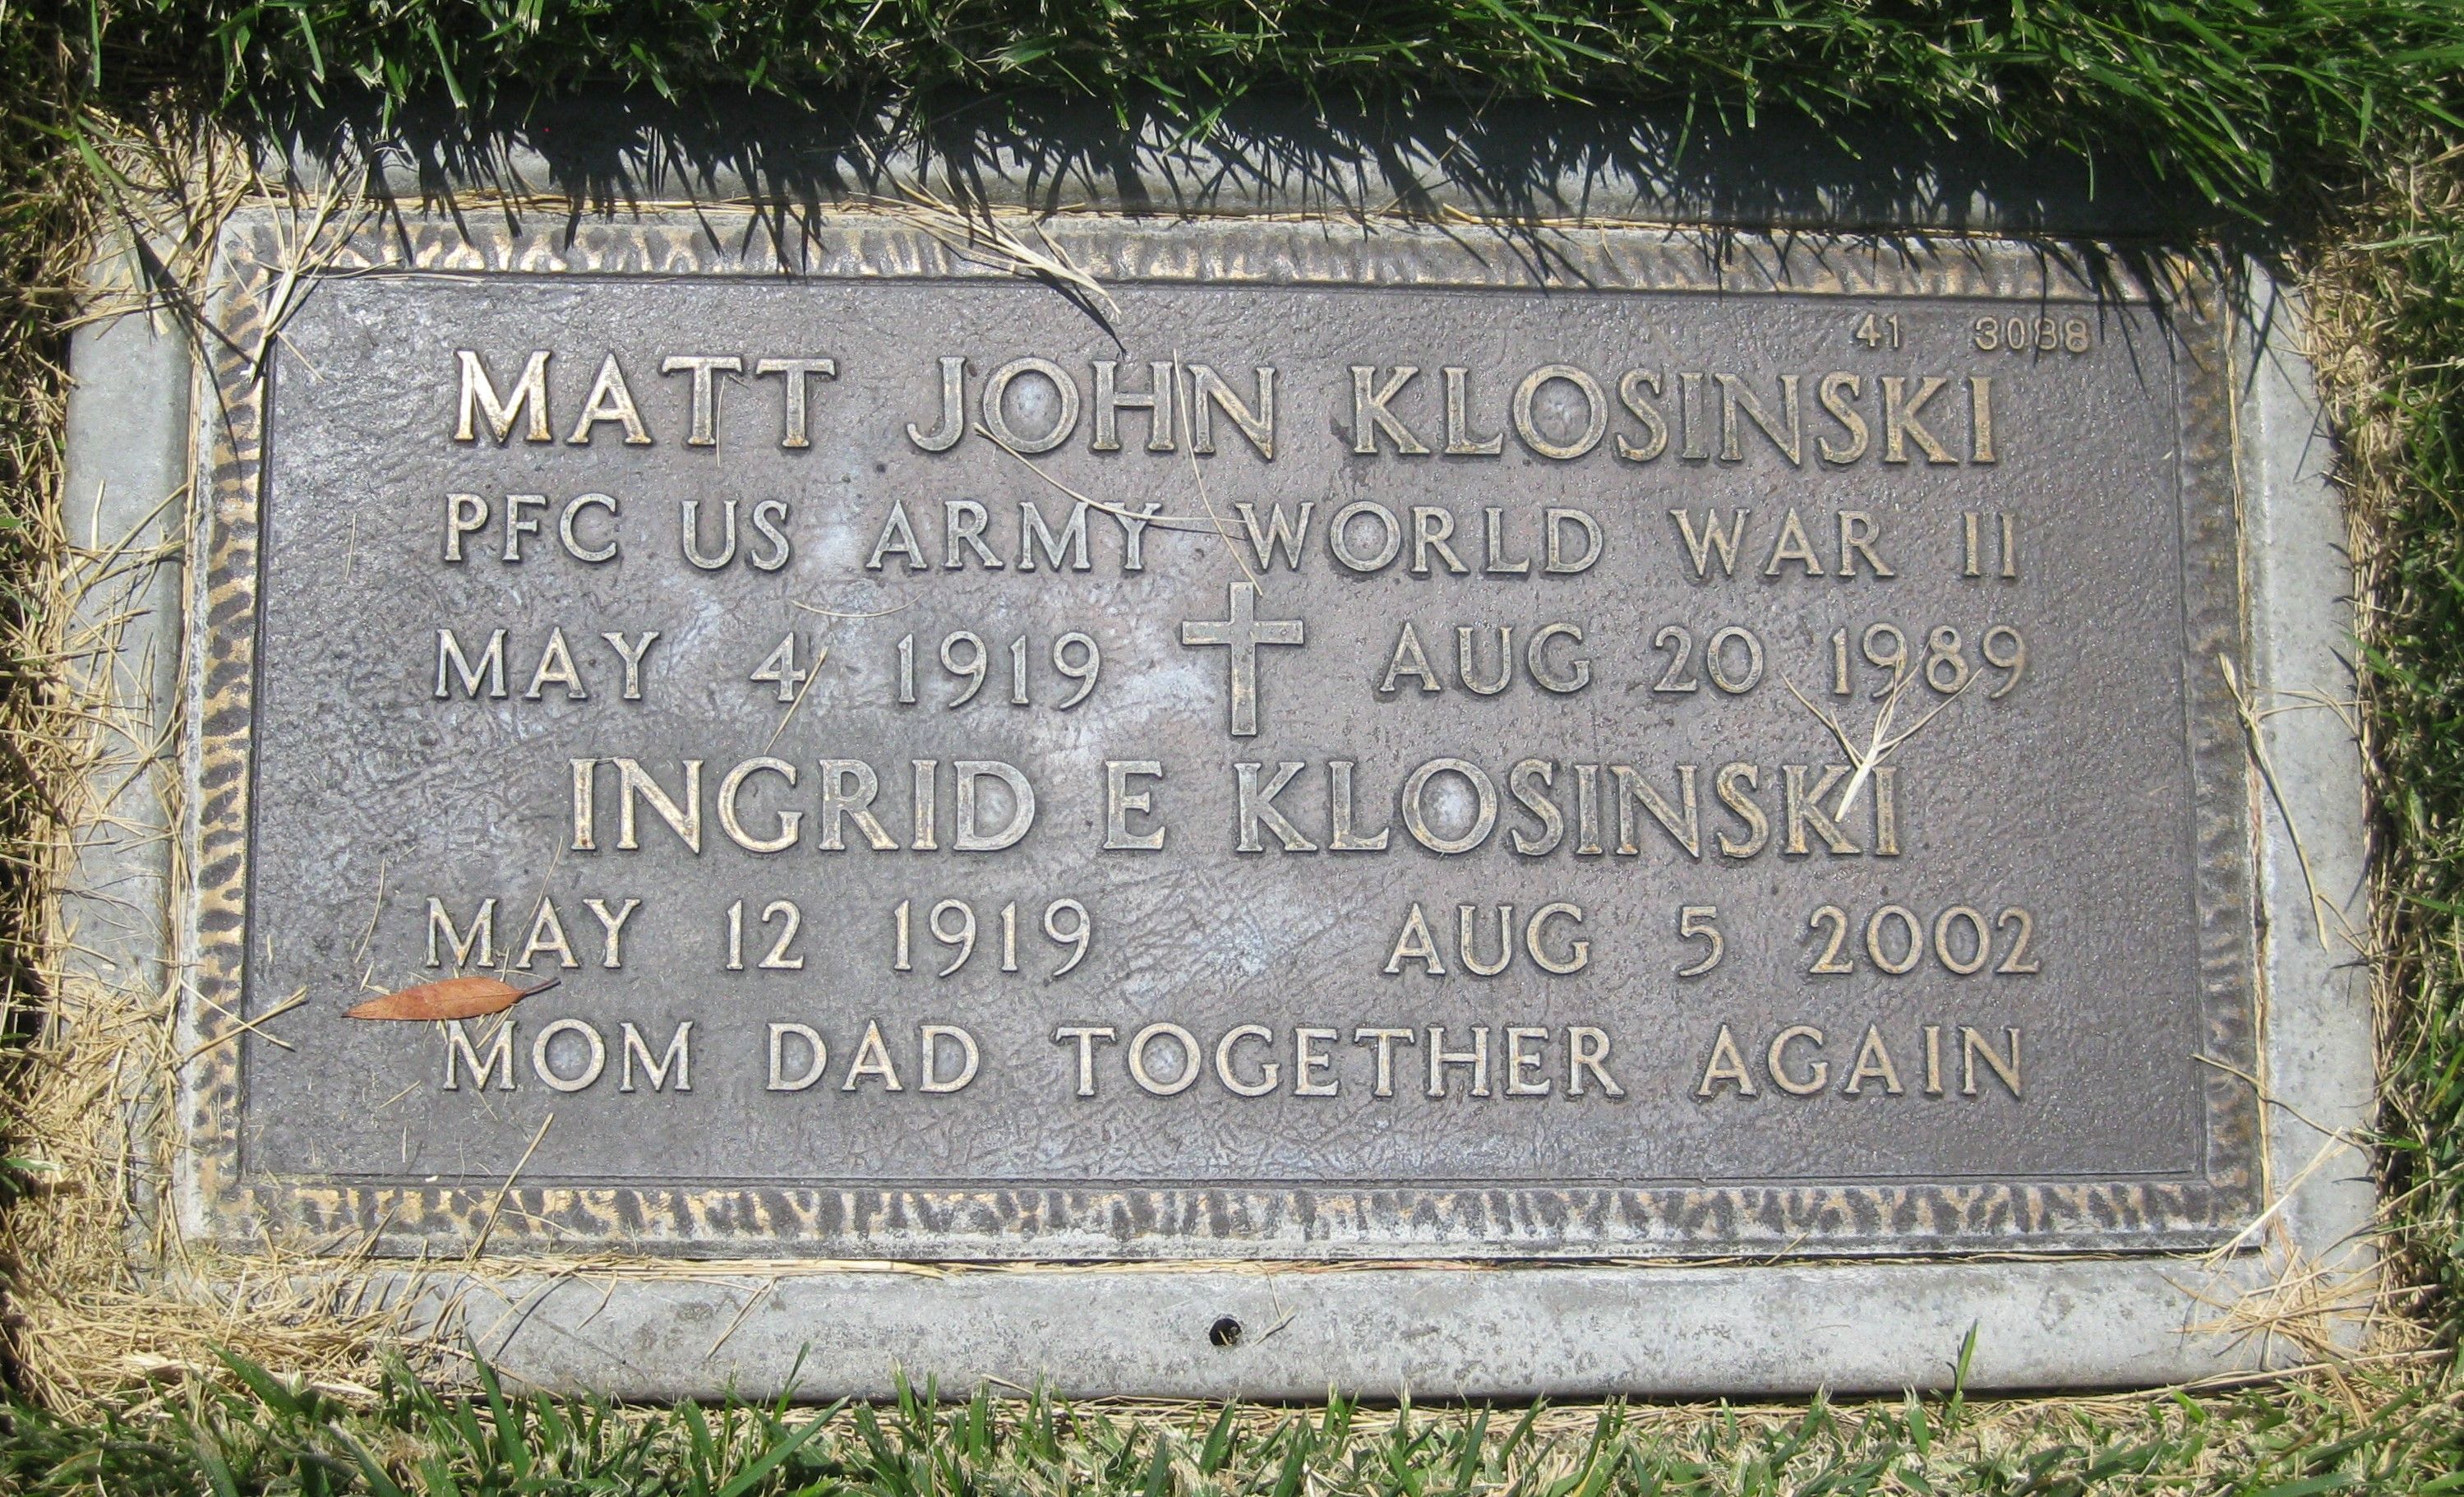 41 3088
MATT JOHN KLOSINSKI
PFC US ARMY WORLD WAR II
MAY 4 1919 AUG 20 1989
INGRID E KLOSINSKI
MAY 12 1919 AUG 5 2002
MOM DAD TOGETHER AGAIN